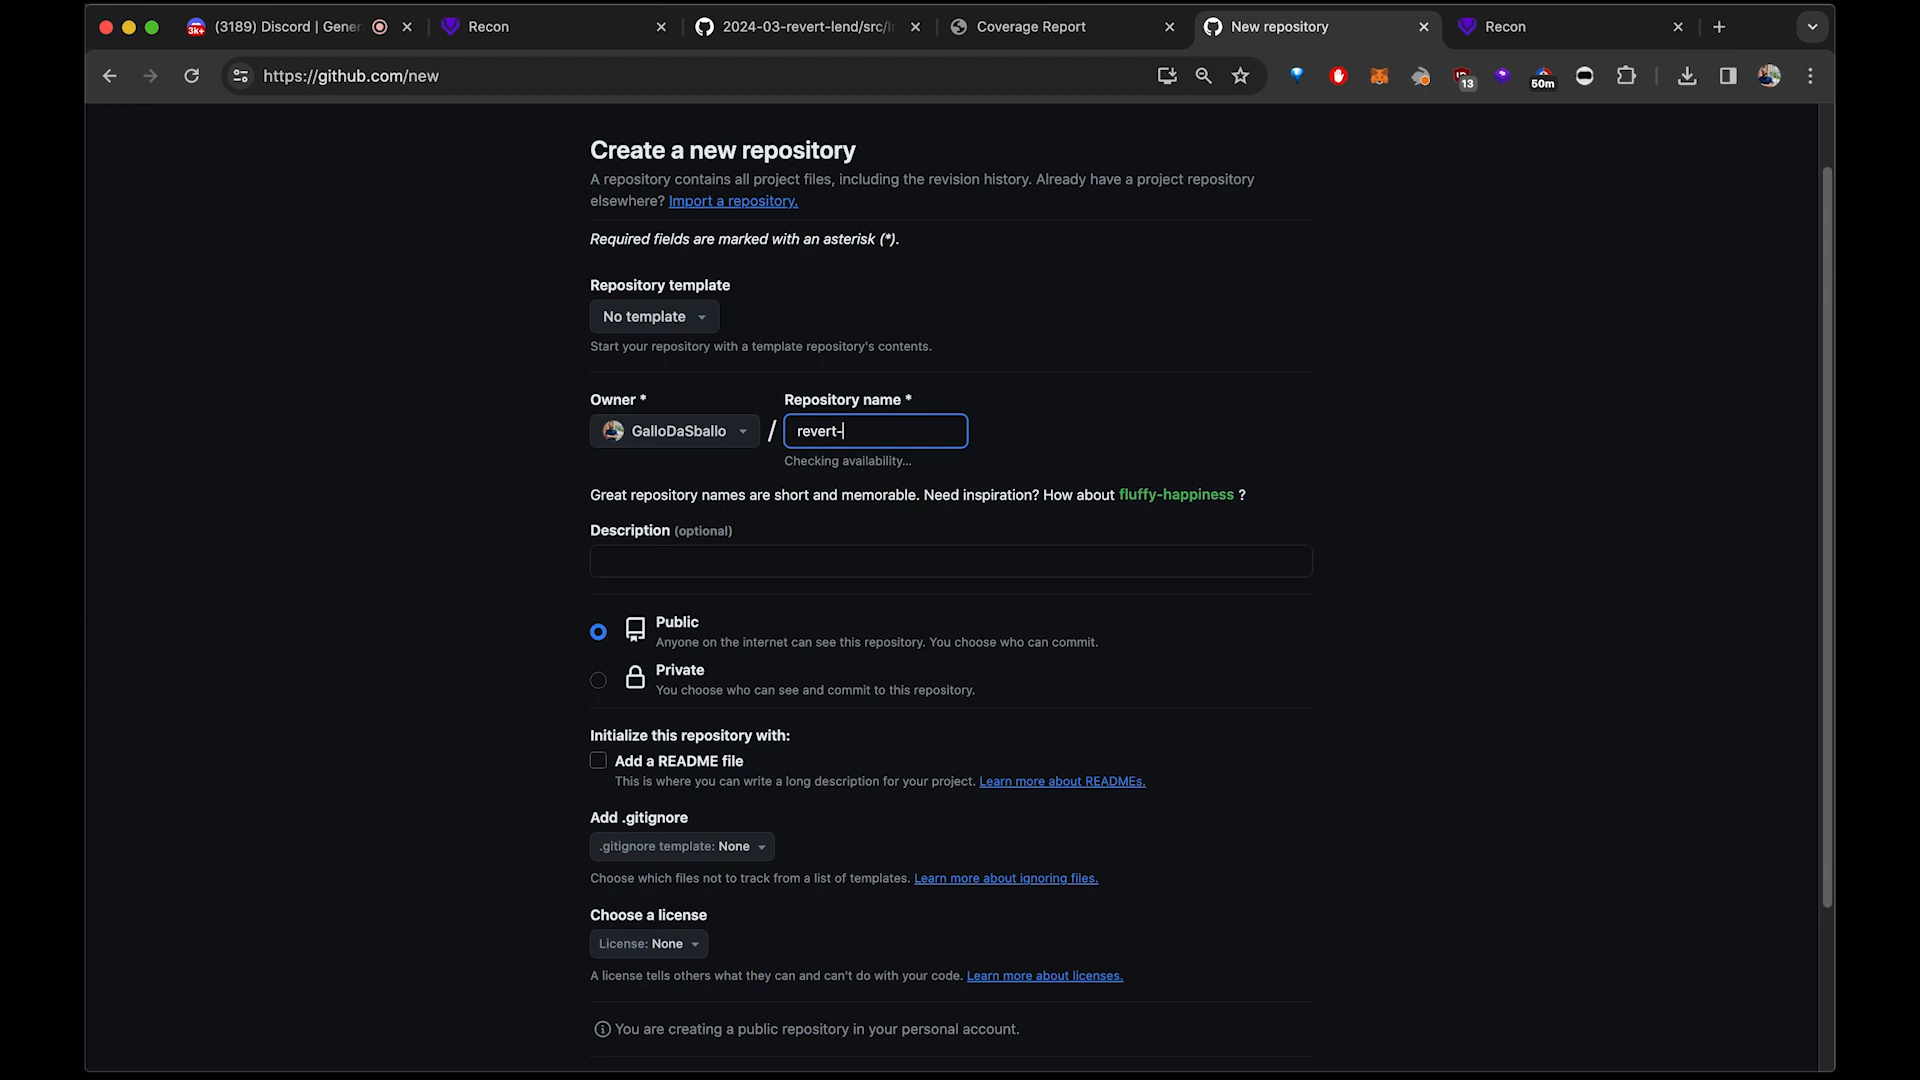 3k+
(3189) Discord | Gener
Recon
2024-03-revert-lend/src/
Coverage Report
New repository
Recon
https://github.com/new
13
50m
Create a new repository
A repository contains all project files, including the revision history. Already have a project repository
elsewhere? Import a repository.
Required fields are marked with an asterisk (*).
Repository template
No template
Start your repository with a template repository's contents.
Owner *
Repository name *
GalloDaSballo
/
revert-
Checking availability...
Great repository names are short and memorable. Need inspiration? How about fluffy-happiness ?
Description (optional)
Public
Anyone on the internet can see this repository. You choose who can commit.
Private
You choose who can see and commit to this repository.
Initialize this repository with:
Add a README file
This is where you can write a long description for your project. Learn more about READMEs.
Add .gitignore
.gitignore template: None
Choose which files not to track from a list of templates. Learn more about ignoring files.
Choose a license
License: None
A license tells others what they can and can't do with your code. Learn more about licenses.
You are creating a public repository in your personal account.